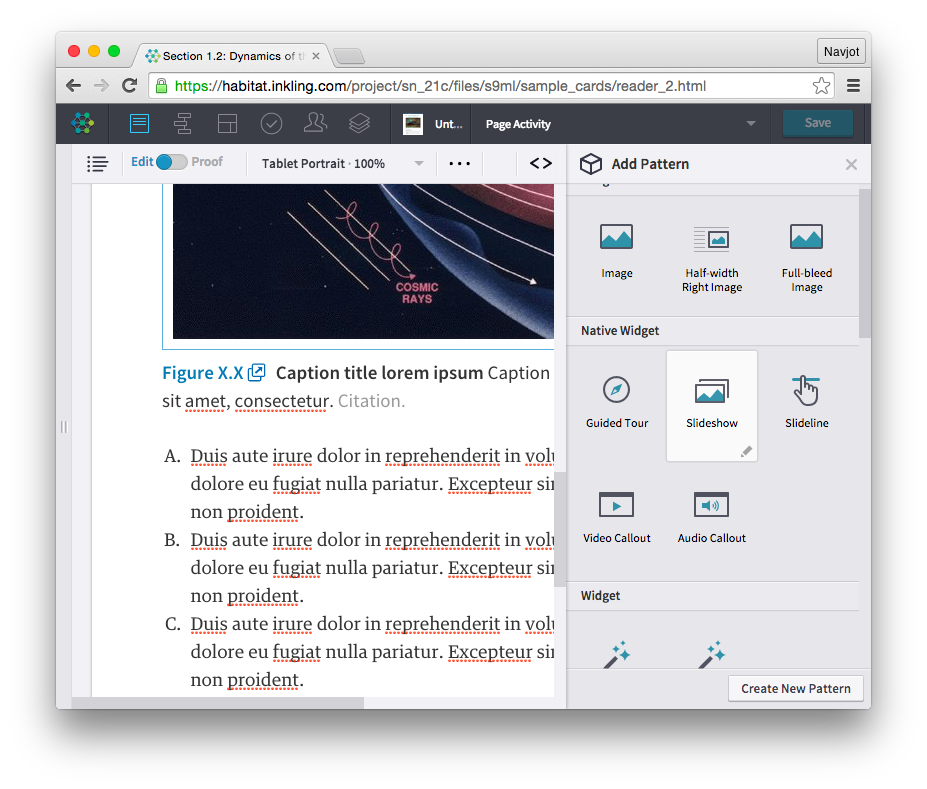 Section 1.2: Dynamics of th
Navjot
https://habitat.inkling.com/project/sn_21c/files/s9ml/sample_cards/reader_2.html
Unt...
Page Activity
Save
Edit
Proof
Tablet Portrait · 100%
Add Pattern
COSMIC
RAYS
Figure X.X Caption title lorem ipsum Caption
sit amet, consectetur. Citation.
A. Duis aute irure dolor in reprehenderit in volu
dolore eu fugiat nulla pariatur. Excepteur sin
non proident.
B. Duis aute irure dolor in reprehenderit in volu
dolore eu fugiat nulla pariatur. Excepteur sin
non proident.
C. Duis aute irure dolor in reprehenderit in volu
dolore eu fugiat nulla pariatur. Excepteur sin
non proident.
Image
Half-width
Right Image
Full-bleed
Image
Native Widget
Guided Tour
Slideshow
Slideline
Video Callout
Audio Callout
Widget
Create New Pattern